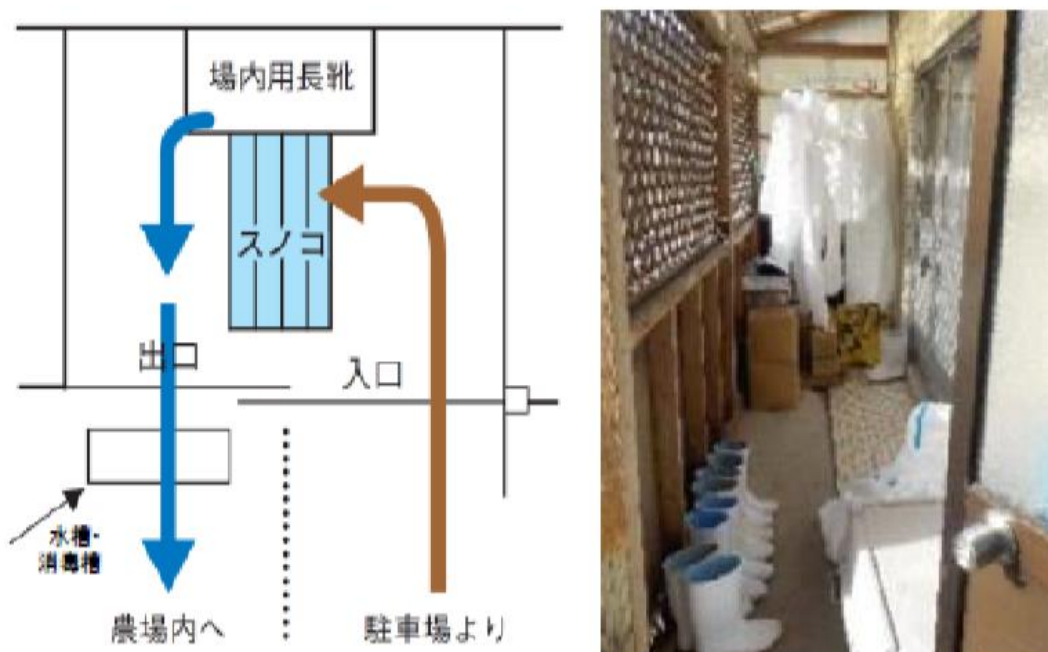 場内用長靴
スノコ
出口
入口
水槽・
消毒槽
農場内へ
駐車場より